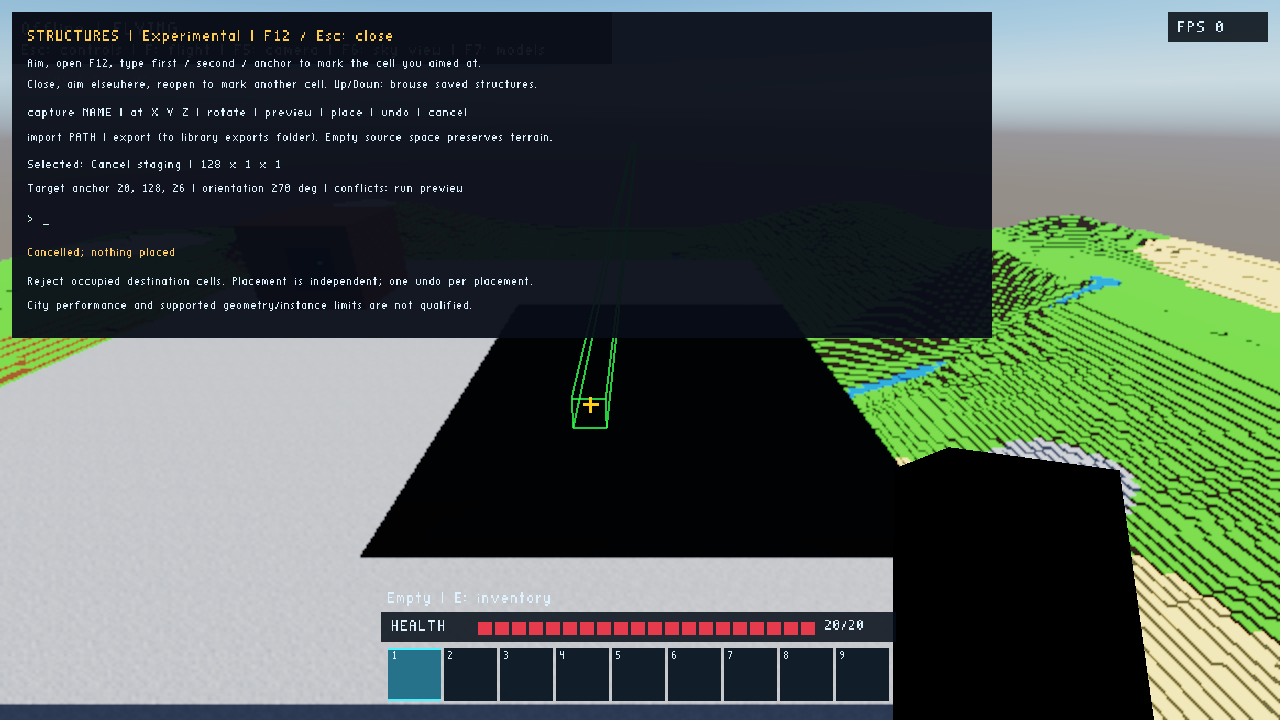 STRUCTURES | Experimental | F12 / Esc: close
FPS 0
Aim, open F12, type first / second / anchor to mark the cell you aimed at.
Close, aim elsewhere, reopen to mark another cell. Up/Down: browse saved structures.
capture NAME | at X Y Z | rotate | preview | place | undo | cancel
import PATH | export (to library exports folder). Empty source space preserves terrain.
Selected: Cancel staging | 128 x 1 x 1
Target anchor 20, 128, 26 | orientation 270 deg | conflicts: run preview
> _
Cancelled; nothing placed
Reject occupied destination cells. Placement is independent; one undo per placement.
City performance and supported geometry/instance limits are not qualified.
Empty | E: inventory
HEALTH 20/20
1 2 3 4 5 6 7 8 9